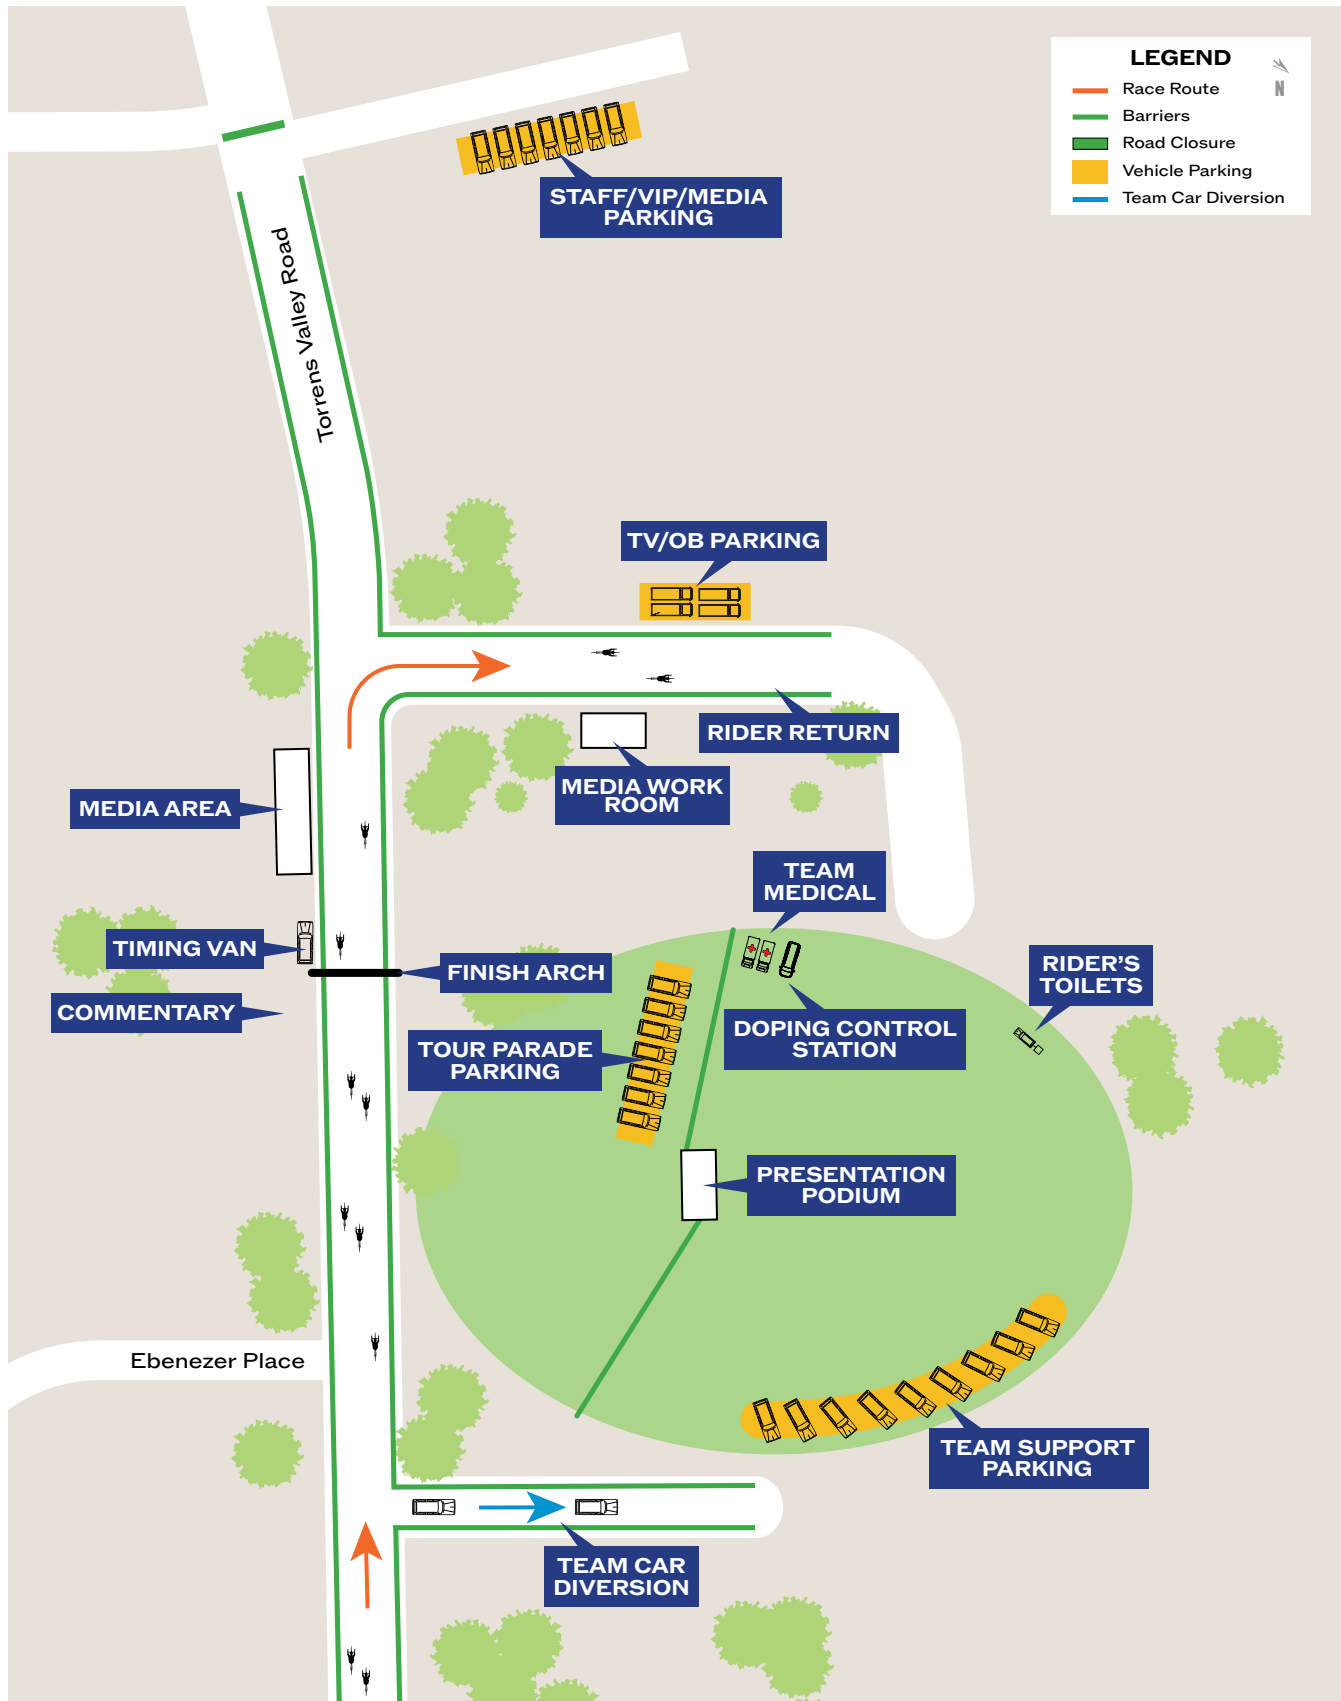 LEGEND
N
Race Route
Barriers
Road Closure
Vehicle Parking
Team Car Diversion
STAFF/VIP/MEDIA
PARKING
Torrens Valley Road
TV/OB PARKING
RIDER RETURN
MEDIA WORK
ROOM
MEDIA AREA
TEAM
MEDICAL
TIMING VAN
FINISH ARCH
RIDER'S
TOILETS
COMMENTARY
DOPING CONTROL
STATION
TOUR PARADE
PARKING
PRESENTATION
PODIUM
Ebenezer Place
TEAM SUPPORT
PARKING
TEAM CAR
DIVERSION